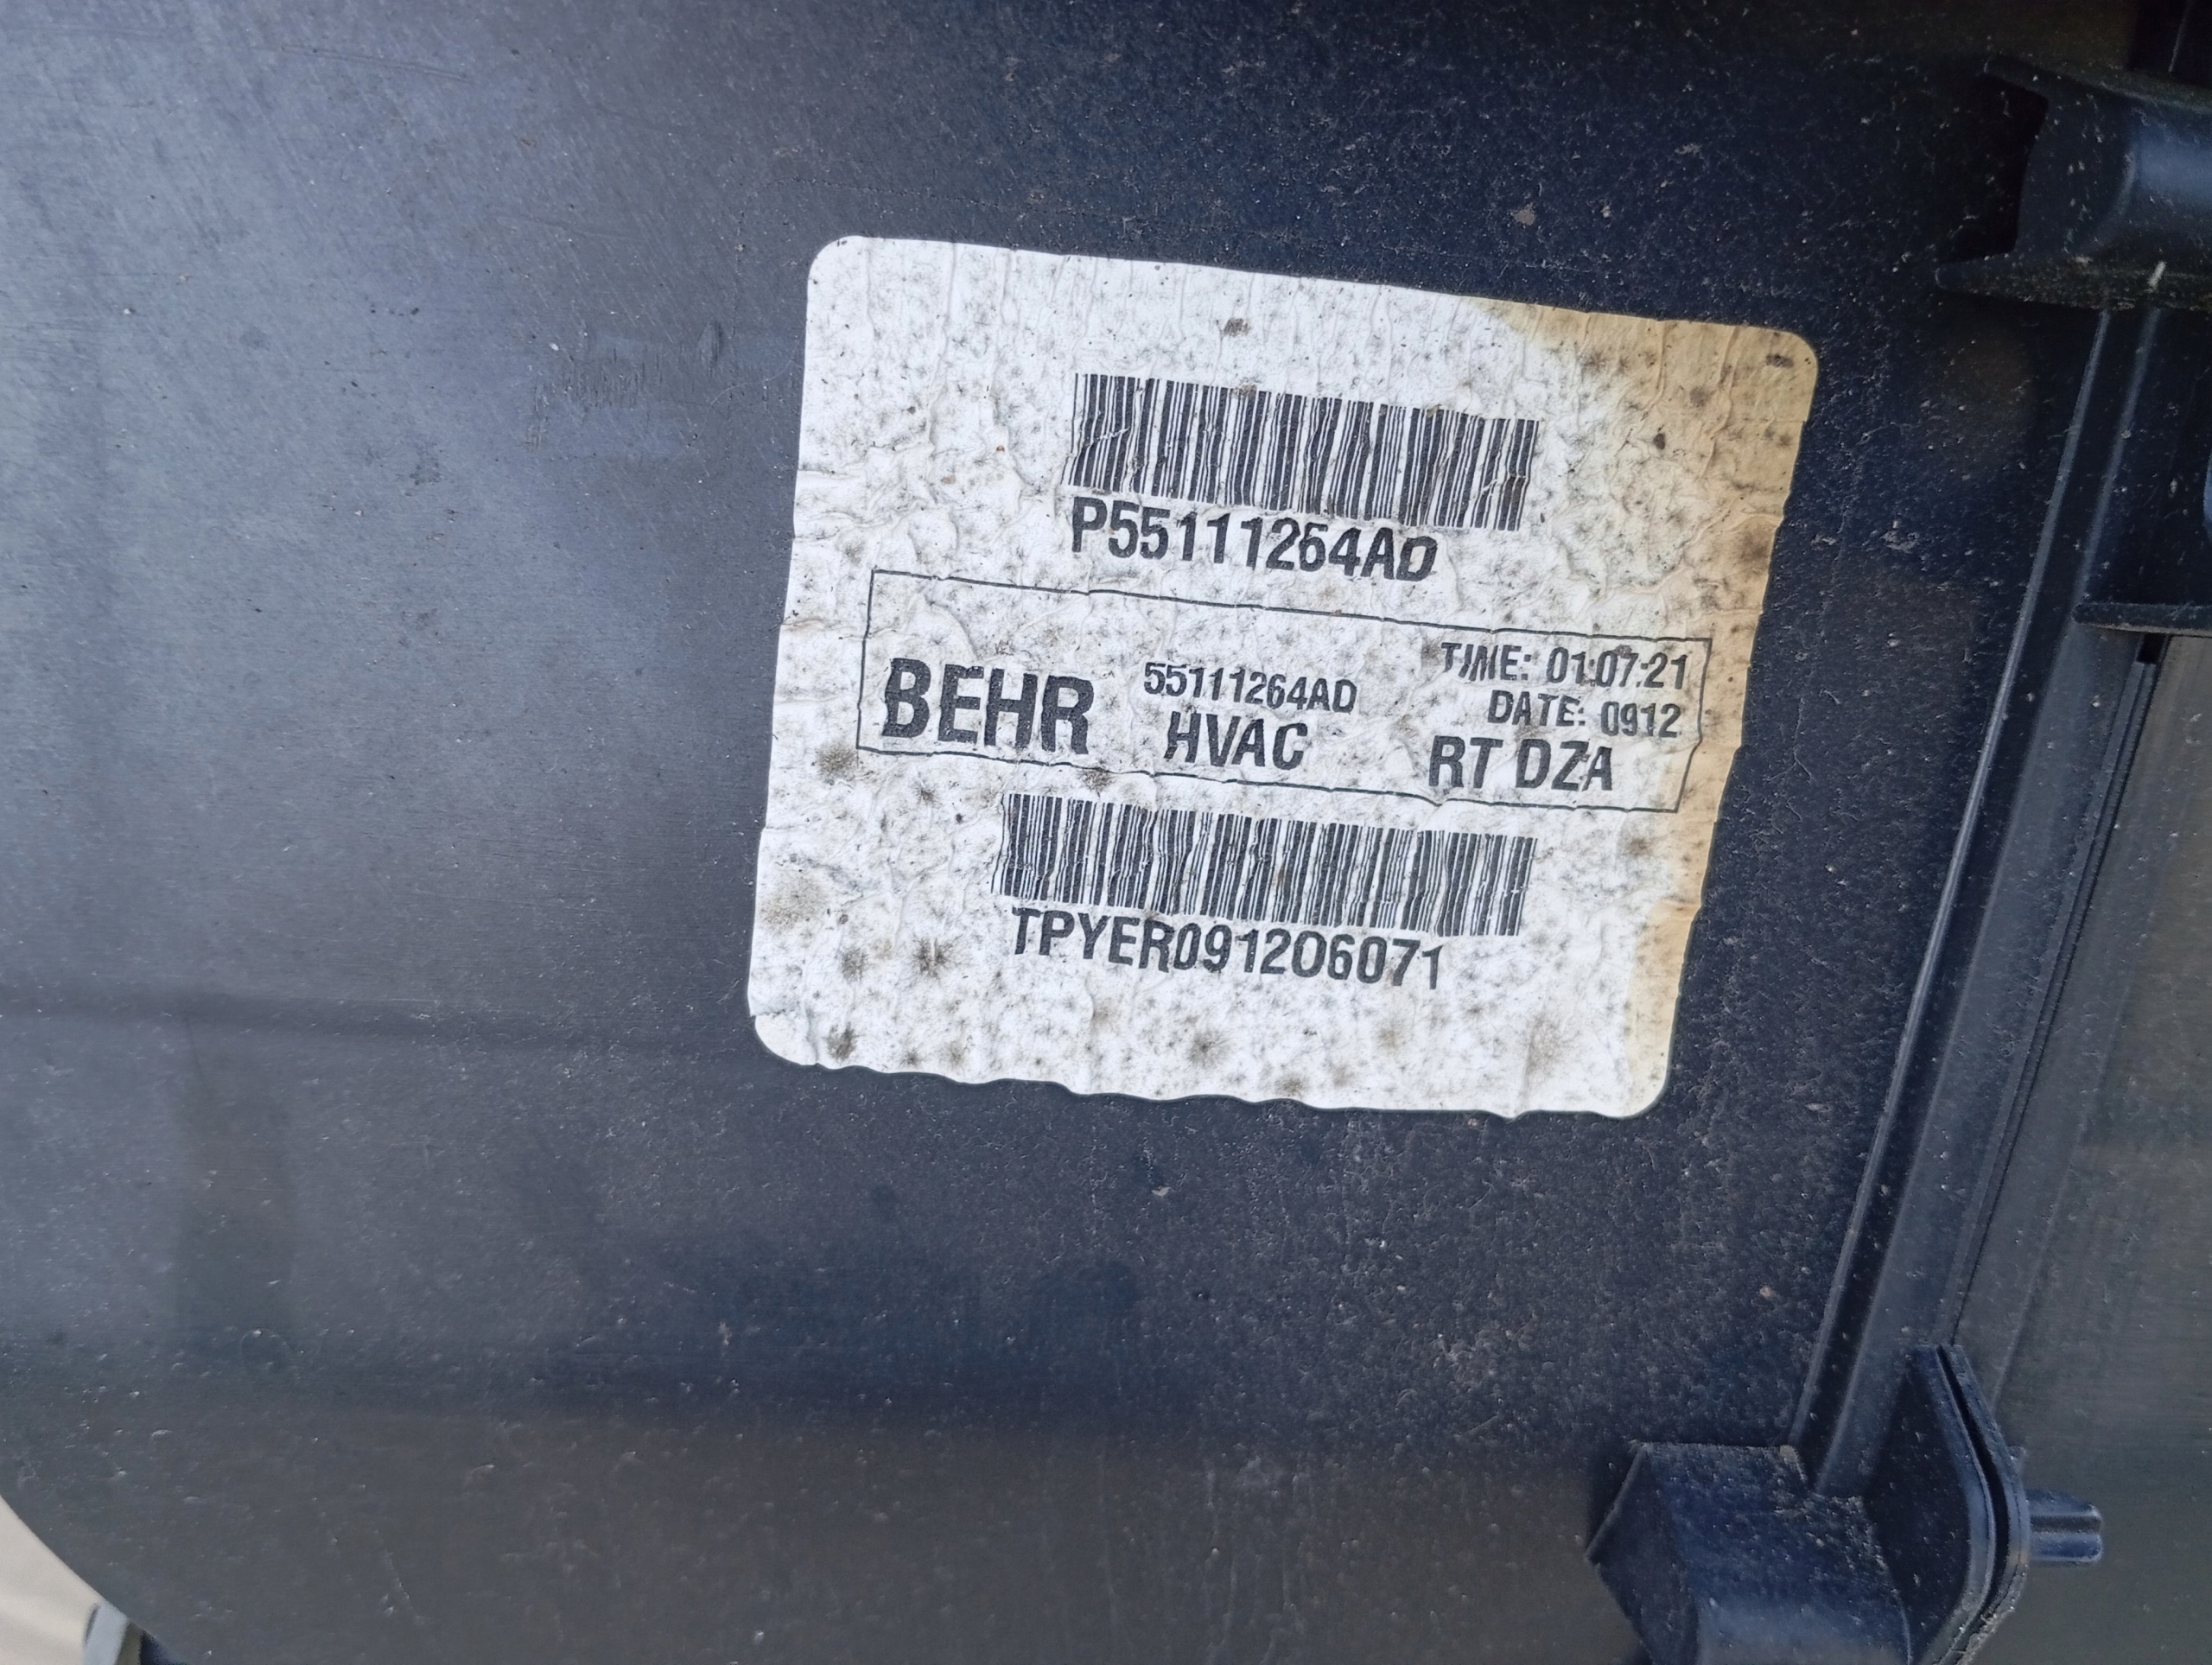 P55111264AD
BEHR 55111264AD TIME: 01:07:21
HVAC DATE: 0912
RT DZA
TPYER091206071